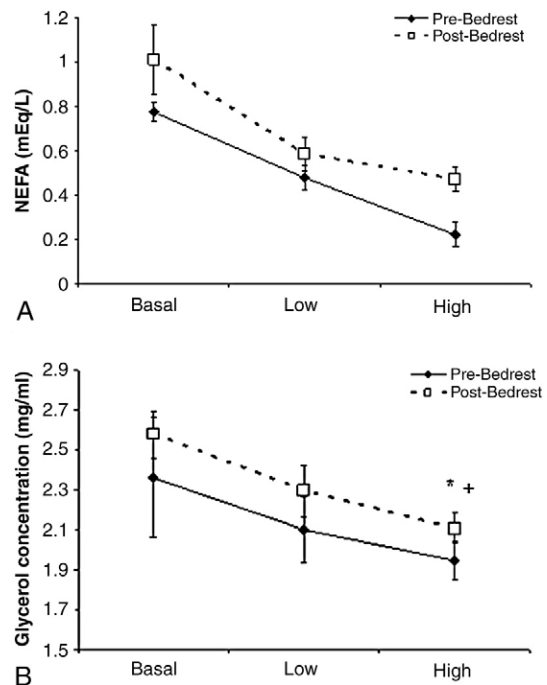 1.2
Pre-Bedrest
Post-Bedrest
1
0.8
0.6
0.4
0.2
0
NEFA (mEq/L)
A
Basal Low High
2.9
Pre-Bedrest
Post-Bedrest
2.7
2.5
2.3
* +
2.1
1.9
1.7
1.5
Glycerol concentration (mg/ml)
B
Basal Low High